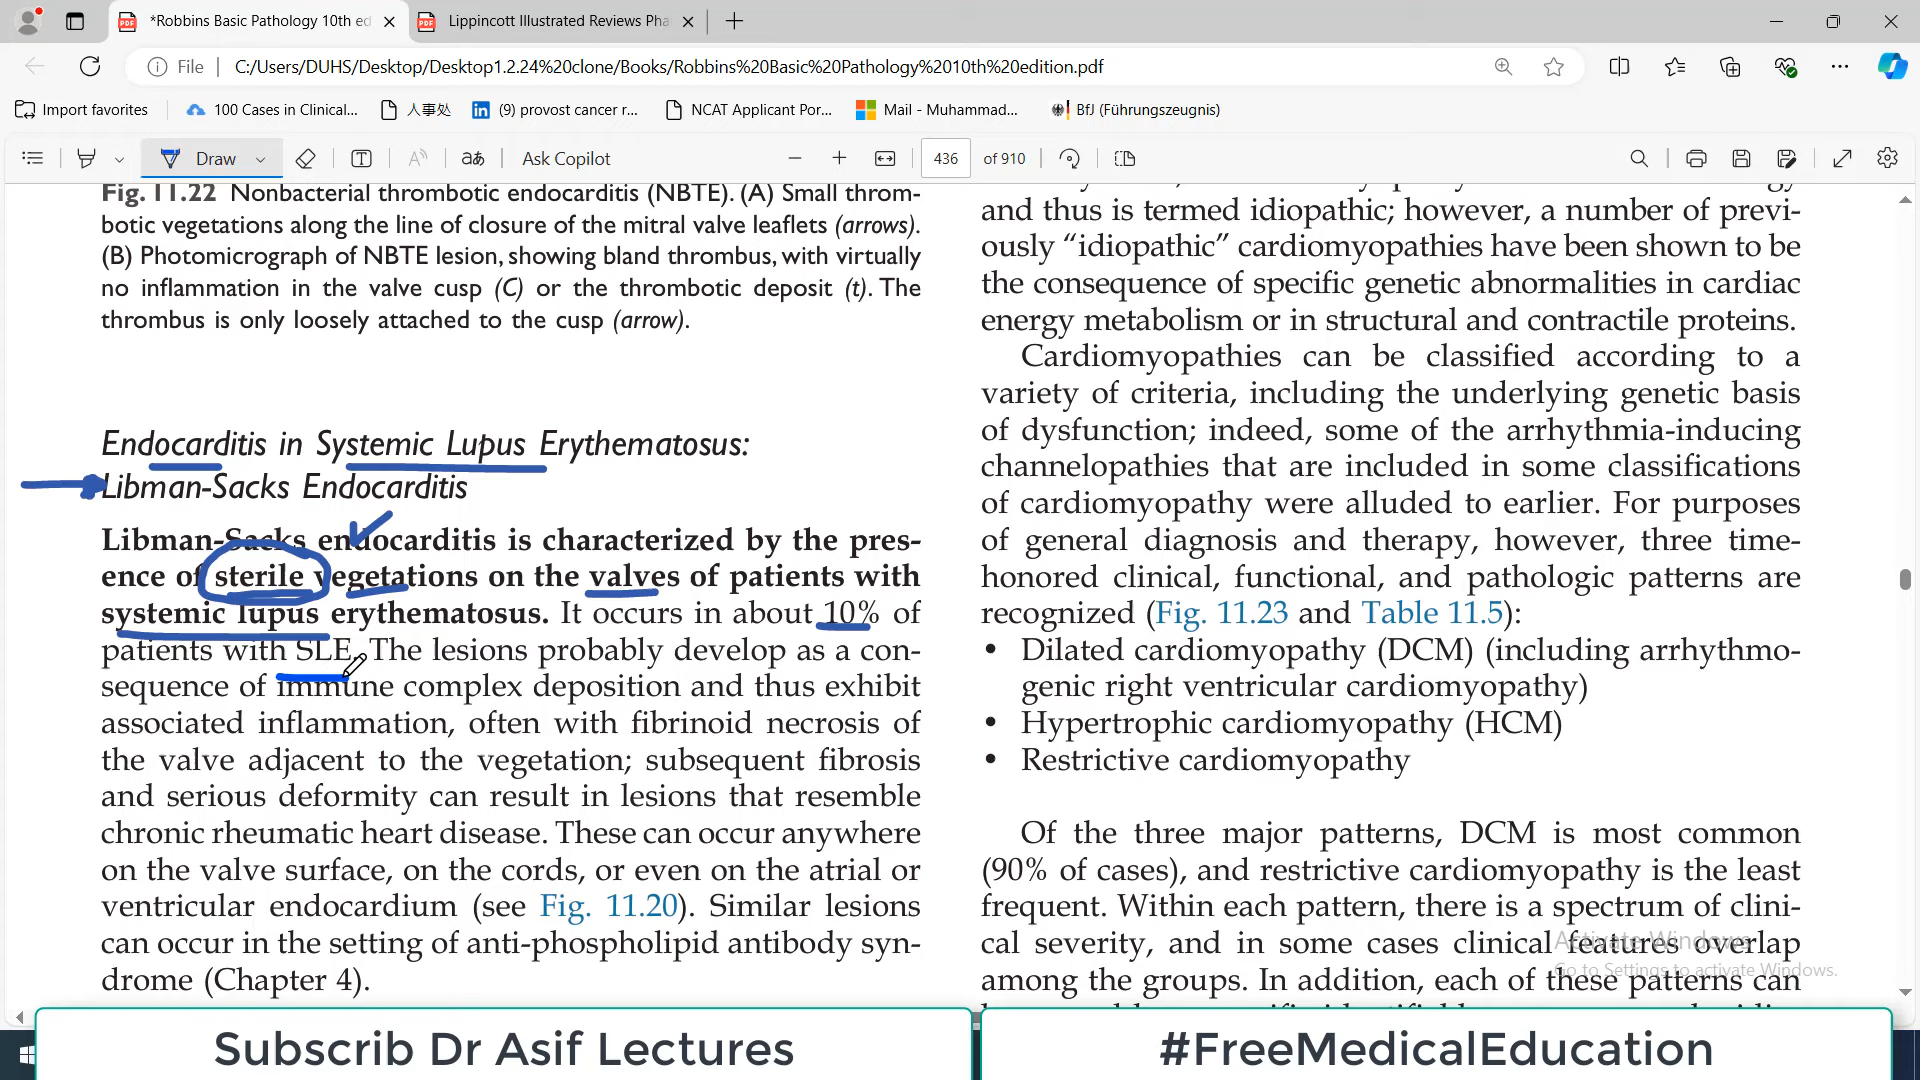 *Robbins Basic Pathology 10th ed
Lippincott Illustrated Reviews Pha
File
C:/Users/DUHS/Desktop/Desktop1.2.24%20clone/Books/Robbins%20Basic%20Pathology%2010th%20edition.pdf
Import favorites
100 Cases in Clinical...
人事处
(9) provost cancer r...
NCAT Applicant Por...
Mail - Muhammad...
BfJ (Führungszeugnis)
Draw
Ask Copilot
436 of 910
Fig. 11.22 Nonbacterial thrombotic endocarditis (NBTE). (A) Small throm-
botic vegetations along the line of closure of the mitral valve leaflets (arrows).
(B) Photomicrograph of NBTE lesion, showing bland thrombus, with virtually
no inflammation in the valve cusp (C) or the thrombotic deposit (t). The
thrombus is only loosely attached to the cusp (arrow).
Endocarditis in Systemic Lupus Erythematosus:
Libman-Sacks Endocarditis
Libman-Sacks endocarditis is characterized by the pres-
ence of sterile vegetations on the valves of patients with
systemic lupus erythematosus. It occurs in about 10% of
patients with SLE. The lesions probably develop as a con-
sequence of immune complex deposition and thus exhibit
associated inflammation, often with fibrinoid necrosis of
the valve adjacent to the vegetation; subsequent fibrosis
and serious deformity can result in lesions that resemble
chronic rheumatic heart disease. These can occur anywhere
on the valve surface, on the cords, or even on the atrial or
ventricular endocardium (see Fig. 11.20). Similar lesions
can occur in the setting of anti-phospholipid antibody syn-
drome (Chapter 4).
and thus is termed idiopathic; however, a number of previ-
ously “idiopathic” cardiomyopathies have been shown to be
the consequence of specific genetic abnormalities in cardiac
energy metabolism or in structural and contractile proteins.
Cardiomyopathies can be classified according to a
variety of criteria, including the underlying genetic basis
of dysfunction; indeed, some of the arrhythmia-inducing
channelopathies that are included in some classifications
of cardiomyopathy were alluded to earlier. For purposes
of general diagnosis and therapy, however, three time-
honored clinical, functional, and pathologic patterns are
recognized (Fig. 11.23 and Table 11.5):
• Dilated cardiomyopathy (DCM) (including arrhythmo-
genic right ventricular cardiomyopathy)
• Hypertrophic cardiomyopathy (HCM)
• Restrictive cardiomyopathy
Of the three major patterns, DCM is most common
(90% of cases), and restrictive cardiomyopathy is the least
frequent. Within each pattern, there is a spectrum of clini-
cal severity, and in some cases clinical features overlap
among the groups. In addition, each of these patterns can
Activate Windows
Go to Settings to activate Windows.
Subscrib Dr Asif Lectures
#FreeMedicalEducation